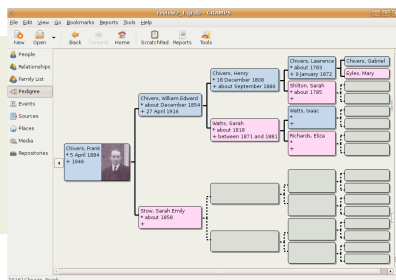 File Edit View Go Bookmarks Reports Tools Help
New Open Back Forward Home ScratchPad Reports Tools
People
Relationships
Family List
Pedigree
Events
Sources
Places
Media
Repositories
Chivers, Frank
* 5 April 1884
+ 1946
Chivers, William Edward
* about December 1854
+ 27 April 1916
Stow, Sarah Emily
* about 1858
+
Chivers, Henry
* 18 December 1808
+ about September 1886
Watts, Sarah
* about 1818
+ between 1871 and 1881
Chivers, Lawrence
* about 1783
+ 9 January 1872
Shilton, Sarah
* about 1785
+
Watts, Isaac
*
+
Richards, Eliza
*
+
Chivers, Gabriel
Eyles, Mary